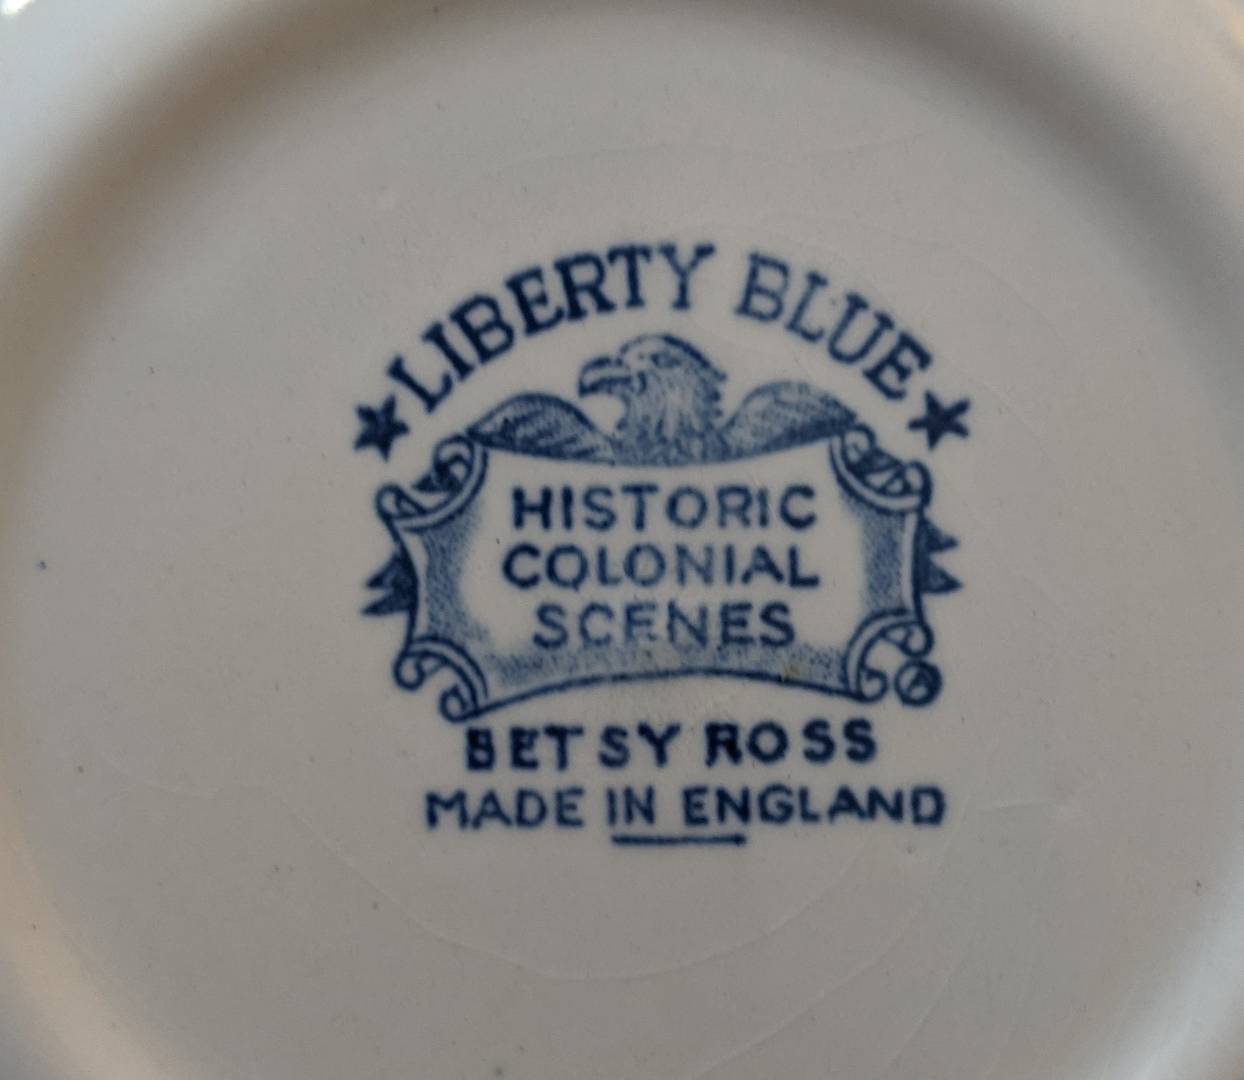 LIBERTY BLUE
HISTORIC
COLONIAL
SCENES
BETSY ROSS
MADE IN ENGLAND